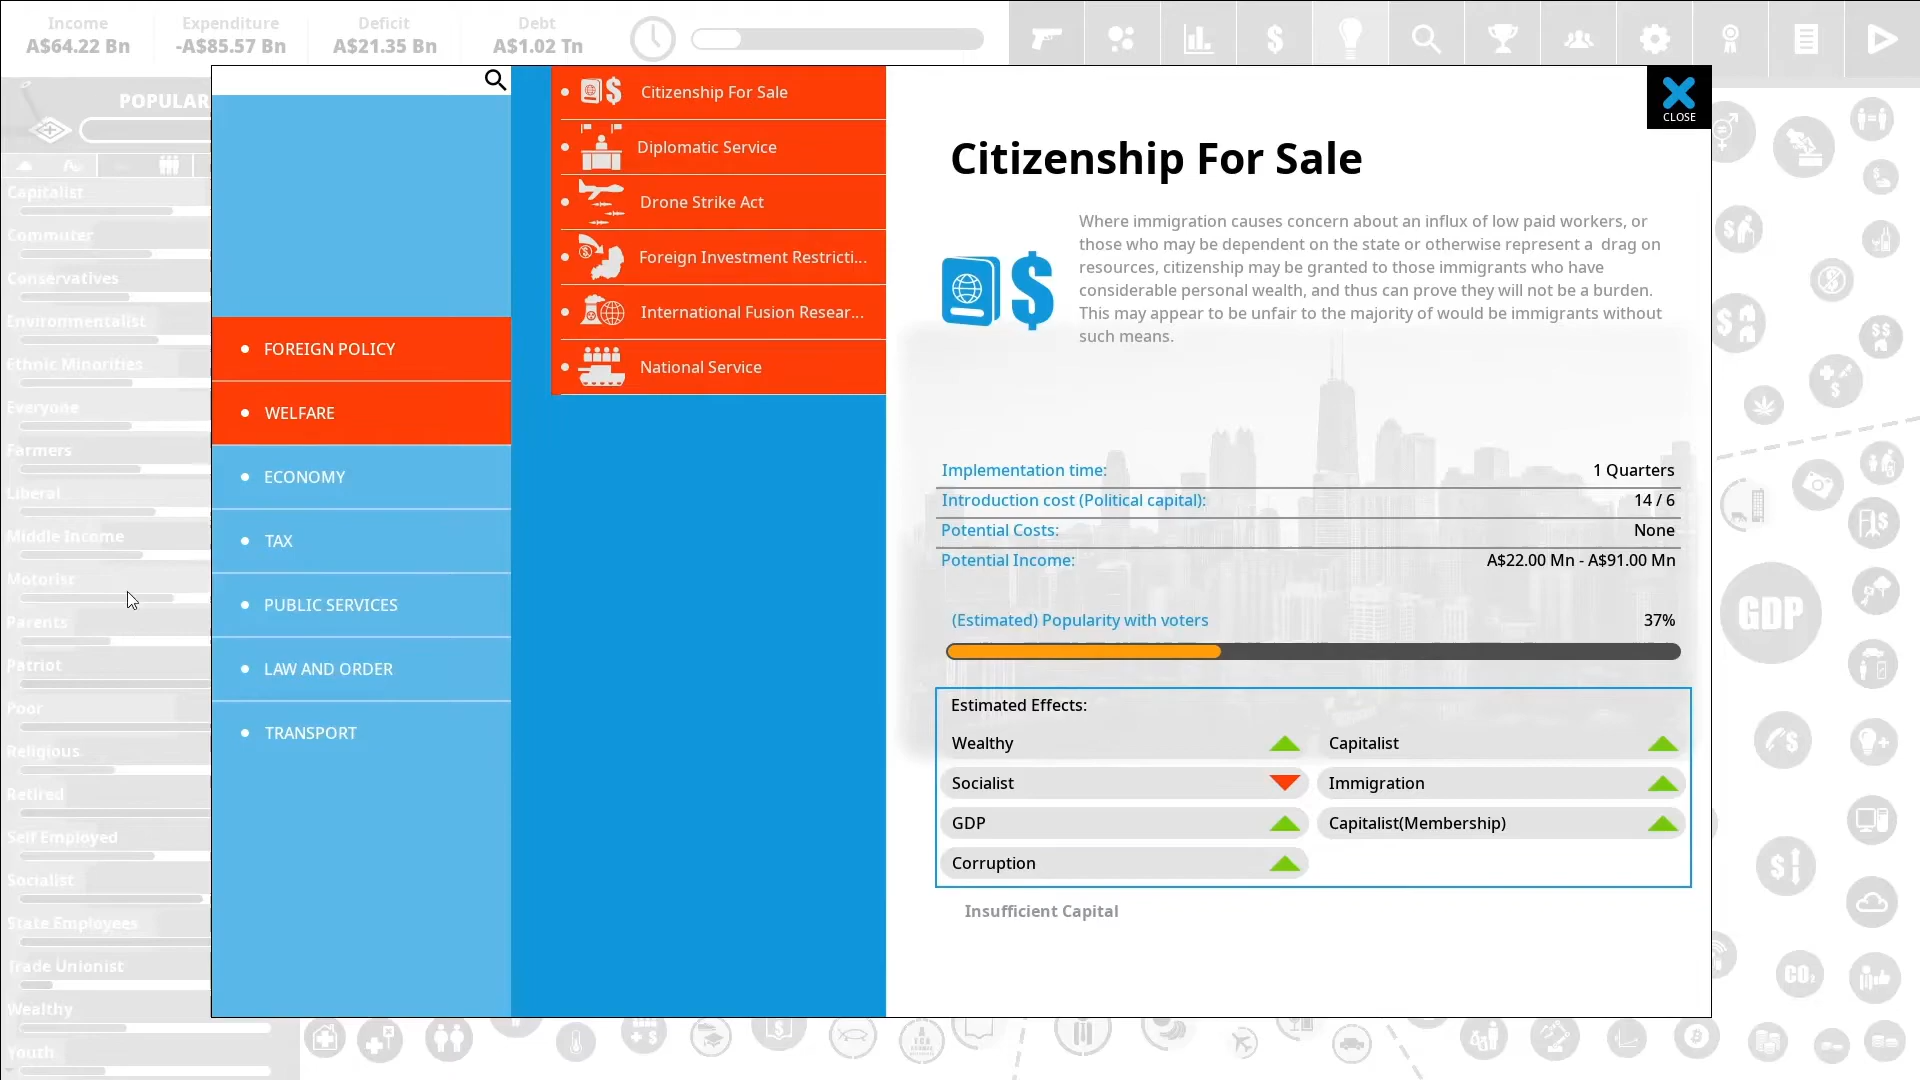 Income
A$64.22 Bn
Expenditure
-A$85.57 Bn
Deficit
A$21.35 Bn
Debt
A$1.02 Tn
POPULAR
Capitalist
Commuter
Conservatives
Environmentalist
Ethnic Minorities
Everyone
Farmers
Liberal
Middle Income
Motorist
Parents
Patriot
Poor
Religious
Retired
Self Employed
Socialist
State Employees
Trade Unionist
Wealthy
Youth
FOREIGN POLICY
WELFARE
ECONOMY
TAX
PUBLIC SERVICES
LAW AND ORDER
TRANSPORT
Citizenship For Sale
Diplomatic Service
Drone Strike Act
Foreign Investment Restricti...
International Fusion Resear...
National Service
CLOSE
Citizenship For Sale
Where immigration causes concern about an influx of low paid workers, or
those who may be dependent on the state or otherwise represent a drag on
resources, citizenship may be granted to those immigrants who have
considerable personal wealth, and thus can prove they will not be a burden.
This may appear to be unfair to the majority of would be immigrants without
such means.
Implementation time: 1 Quarters
Introduction cost (Political capital): 14 / 6
Potential Costs: None
Potential Income: A$22.00 Mn - A$91.00 Mn
(Estimated) Popularity with voters 37%
Estimated Effects:
Wealthy Capitalist
Socialist Immigration
GDP Capitalist(Membership)
Corruption
Insufficient Capital
GDP
CO₂